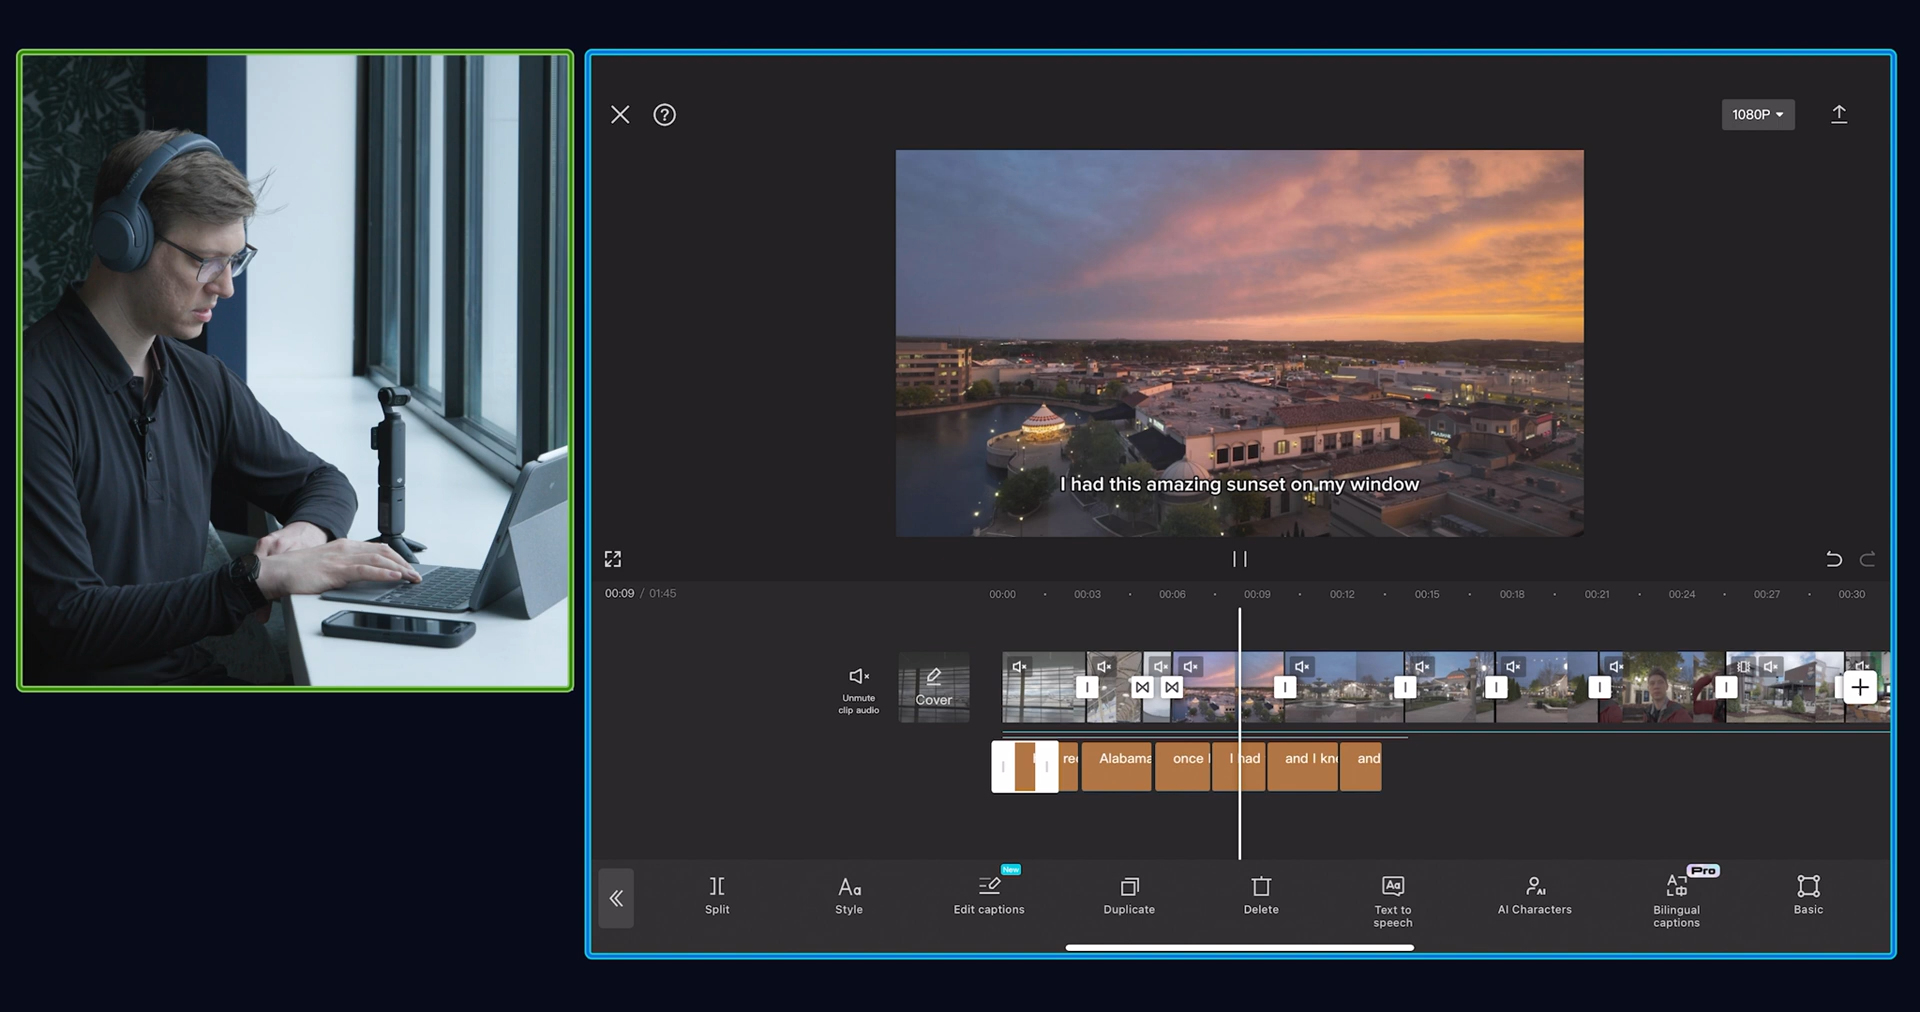 ?
1080P
I had this amazing sunset on my window
00:09 / 01:45
00:00 00:03 00:06 00:09 00:12 00:15 00:18 00:21 00:24 00:27 00:30
Unmute
clip audio
Cover
Alabama
once I
I had
and I kn
and
Split
Style
New
Edit captions
Duplicate
Delete
Text to
speech
AI Characters
Pro
Bilingual
captions
Basic